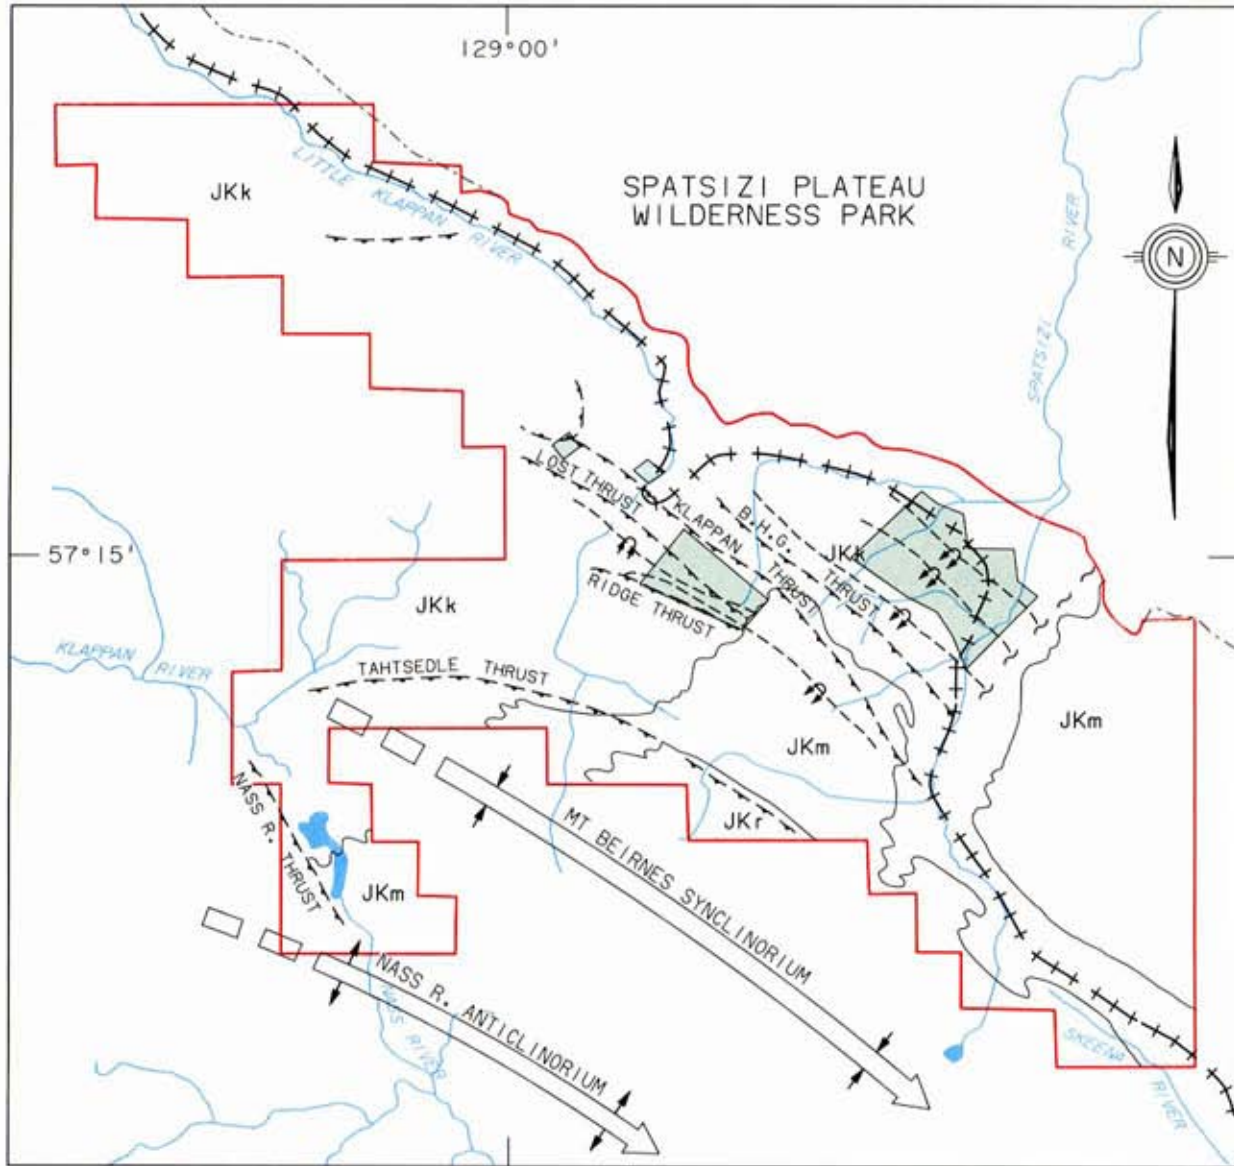 129°00'
SPATSIZI PLATEAU
WILDERNESS PARK
LITTLE KLAPPAN RIVER
JKk
N
SPATSIZI RIVER
LOST THRUST
KLAPPAN THRUST
B.H.G. THRUST
JKk
57°15'
RIDGE THRUST
JKk
KLAPPAN RIVER
TAHTSEDLE THRUST
JKm
JKm
NASS R. THRUST
JKr
MT BEIRNES SYNCLINORIUM
JKm
NASS R. ANTICLINORIUM
NASS RIVER
SKEENA RIVER